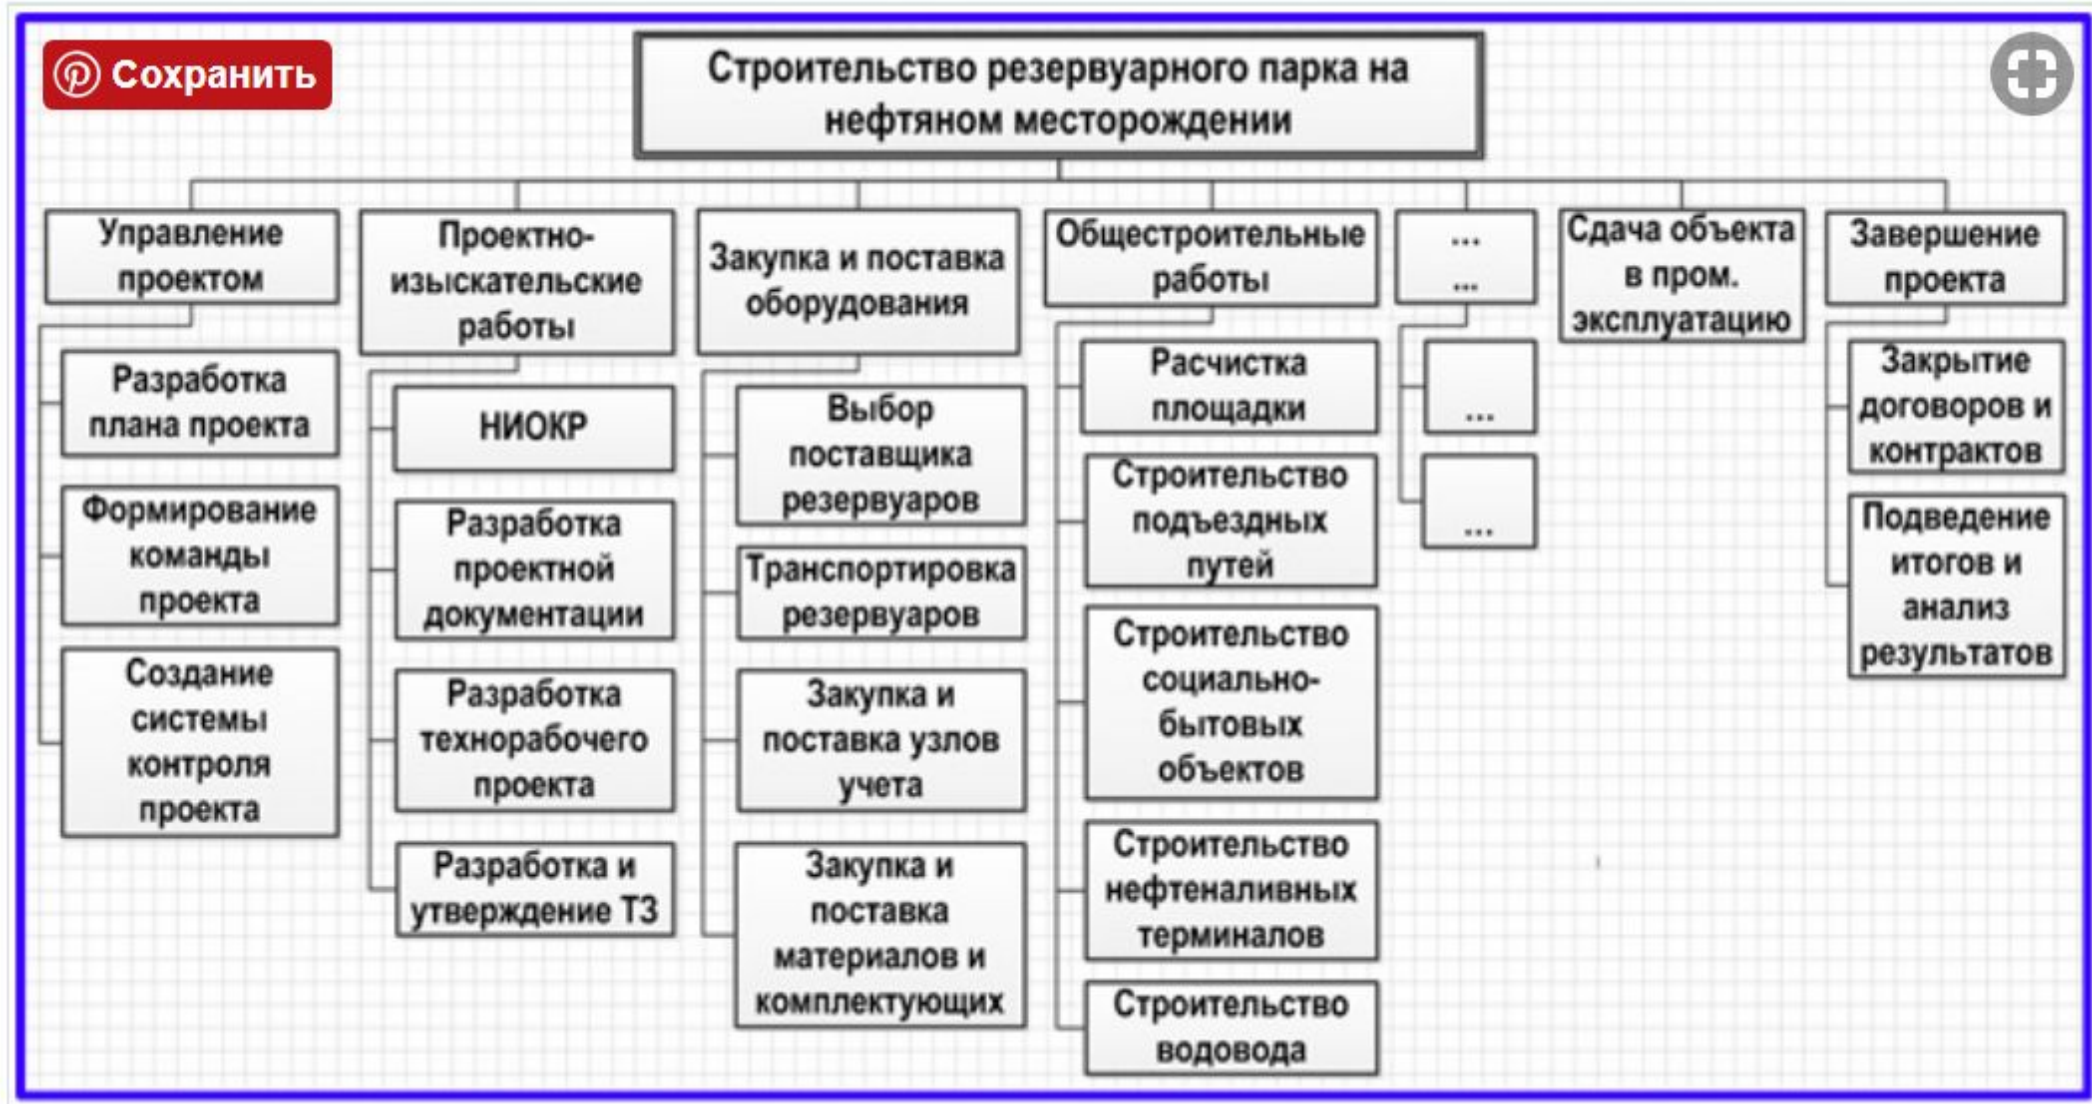 Сохранить
Строительство резервуарного парка на
нефтяном месторождении
Управление
проектом
Разработка
плана проекта
Формирование
команды
проекта
Создание
системы
контроля
проекта
Проектно-
изыскательские
работы
НИОКР
Разработка
проектной
документации
Разработка
технорабочего
проекта
Разработка и
утверждение ТЗ
Закупка и поставка
оборудования
Выбор
поставщика
резервуаров
Транспортировка
резервуаров
Закупка и
поставка узлов
учета
Закупка и
поставка
материалов и
комплектующих
Общестроительные
работы
Расчистка
площадки
Строительство
подъездных
путей
Строительство
социально-
бытовых
объектов
Строительство
нефтеналивных
терминалов
Строительство
водовода
...
...
...
...
Сдача объекта
в пром.
эксплуатацию
Завершение
проекта
Закрытие
договоров и
контрактов
Подведение
итогов и
анализ
результатов